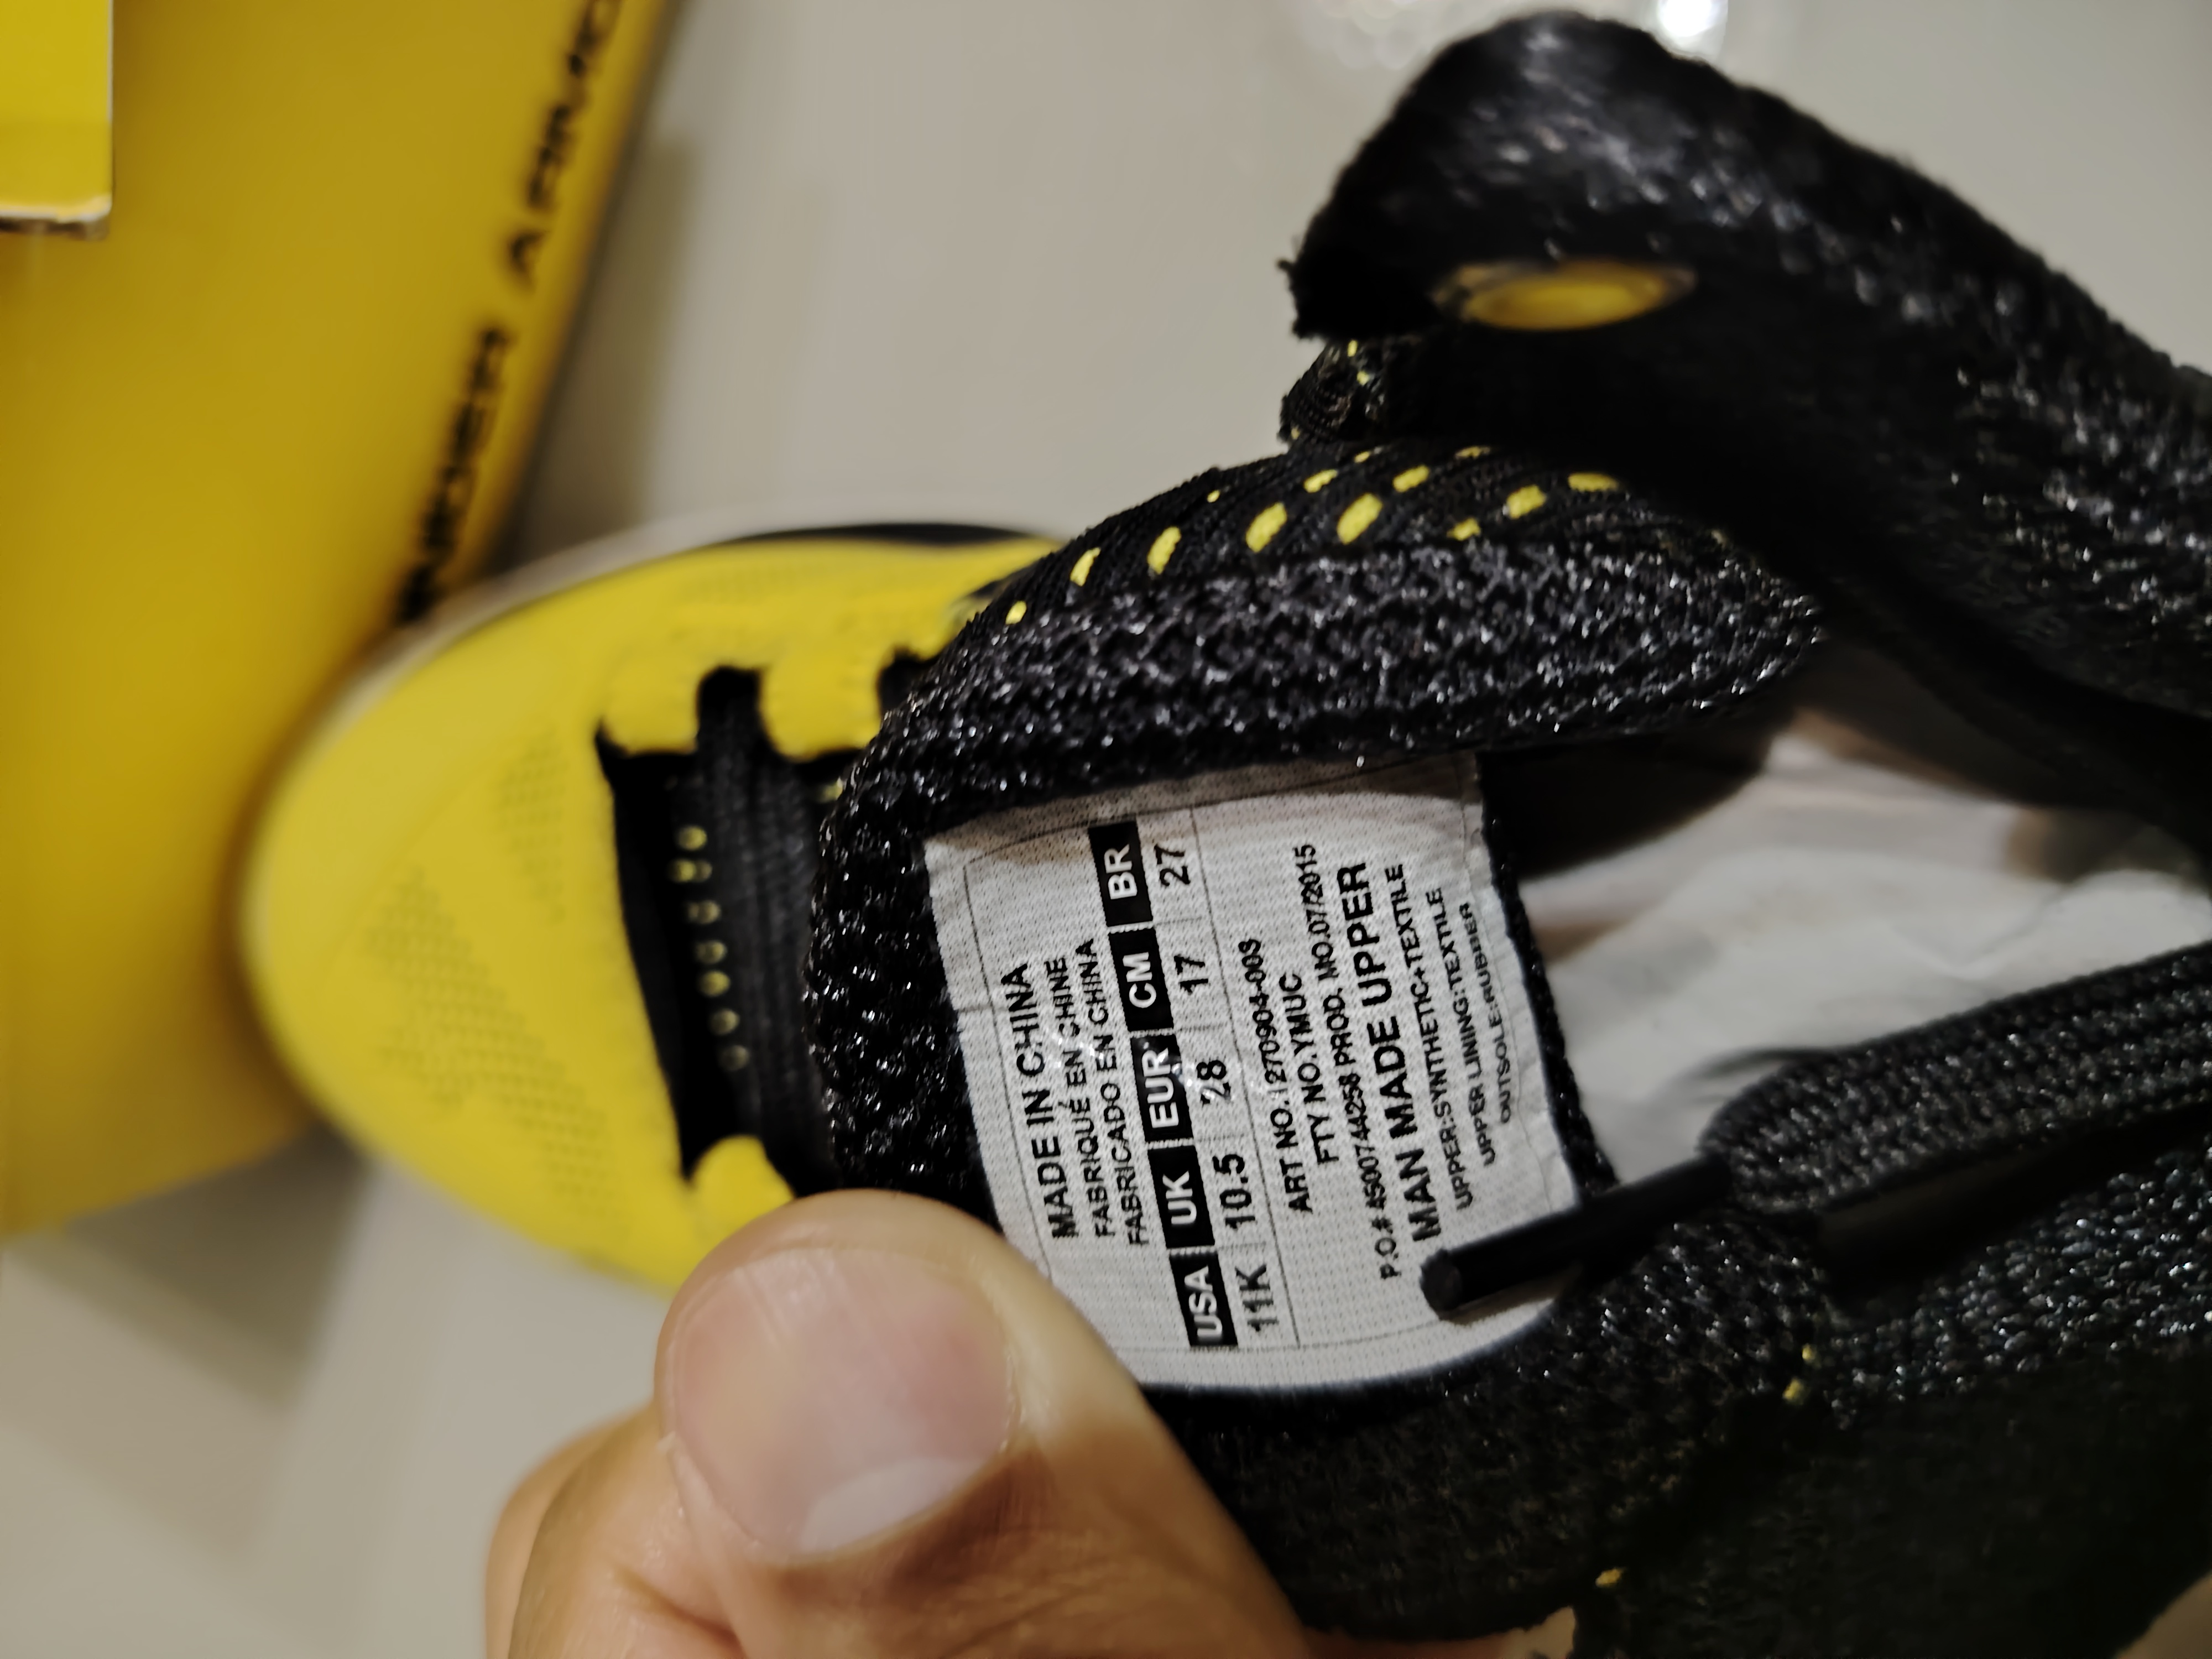 UNDER ARMOUR
MADE IN CHINA
FABRIQUÉ EN CHINE
FABRICADO EN CHINA
USA UK EUR CM BR
11K 10.5 28 17 27
ART NO.1270904-003
FTY NO.YMUC
P.O.# 4500744258 PROD. MO.07/2015
MAN MADE UPPER
UPPER:SYNTHETIC+TEXTILE
UPPER LINING:TEXTILE
OUTSOLE:RUBBER